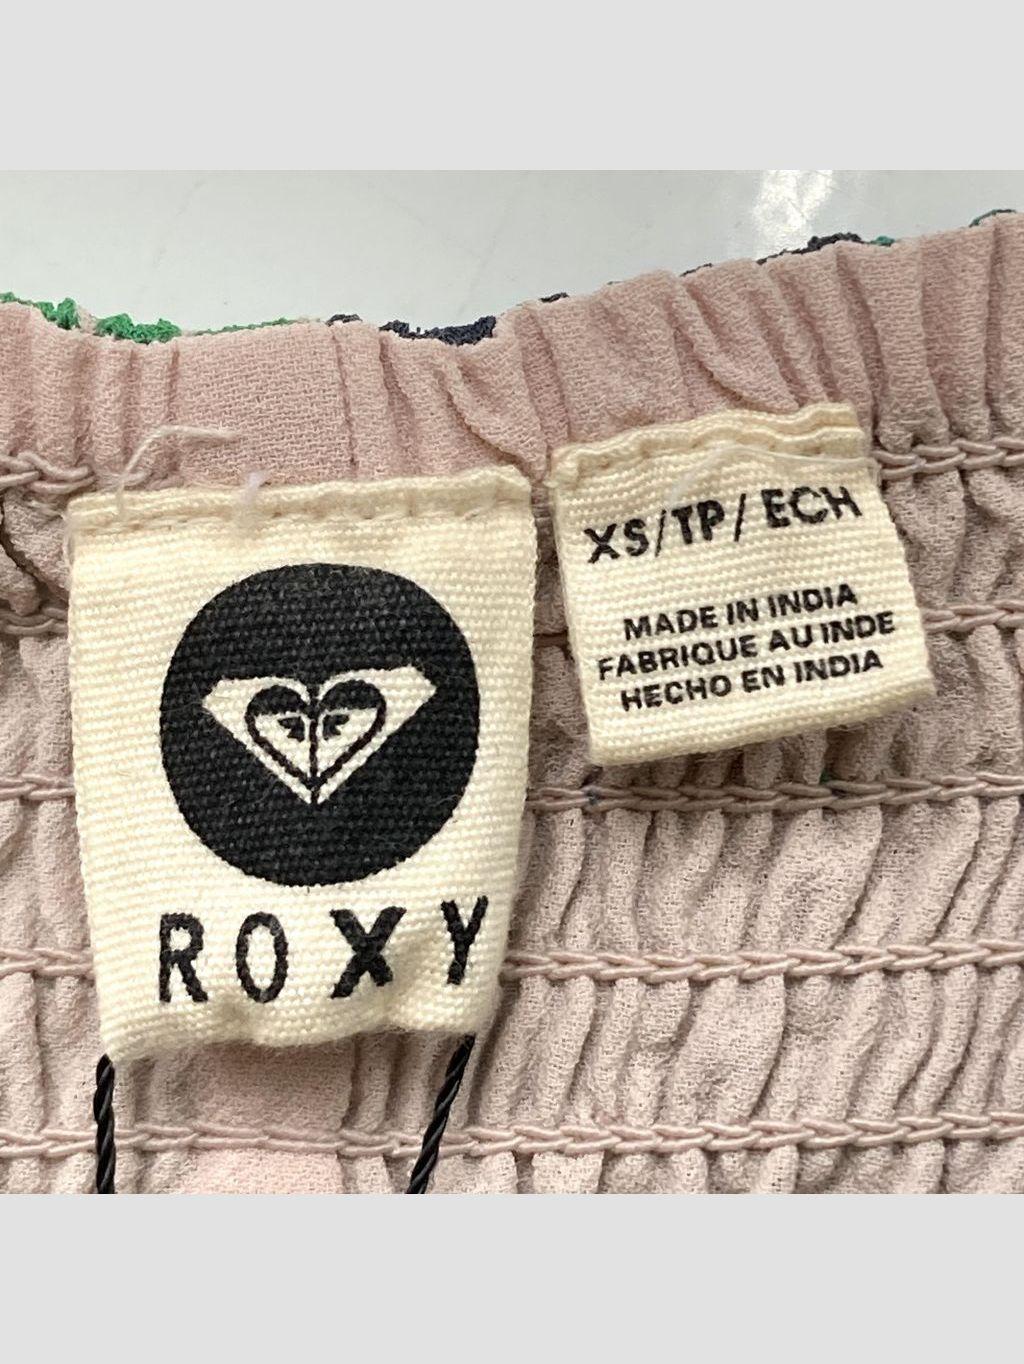 ROXY
XS/TP/ECH
MADE IN INDIA
FABRIQUE AU INDE
HECHO EN INDIA